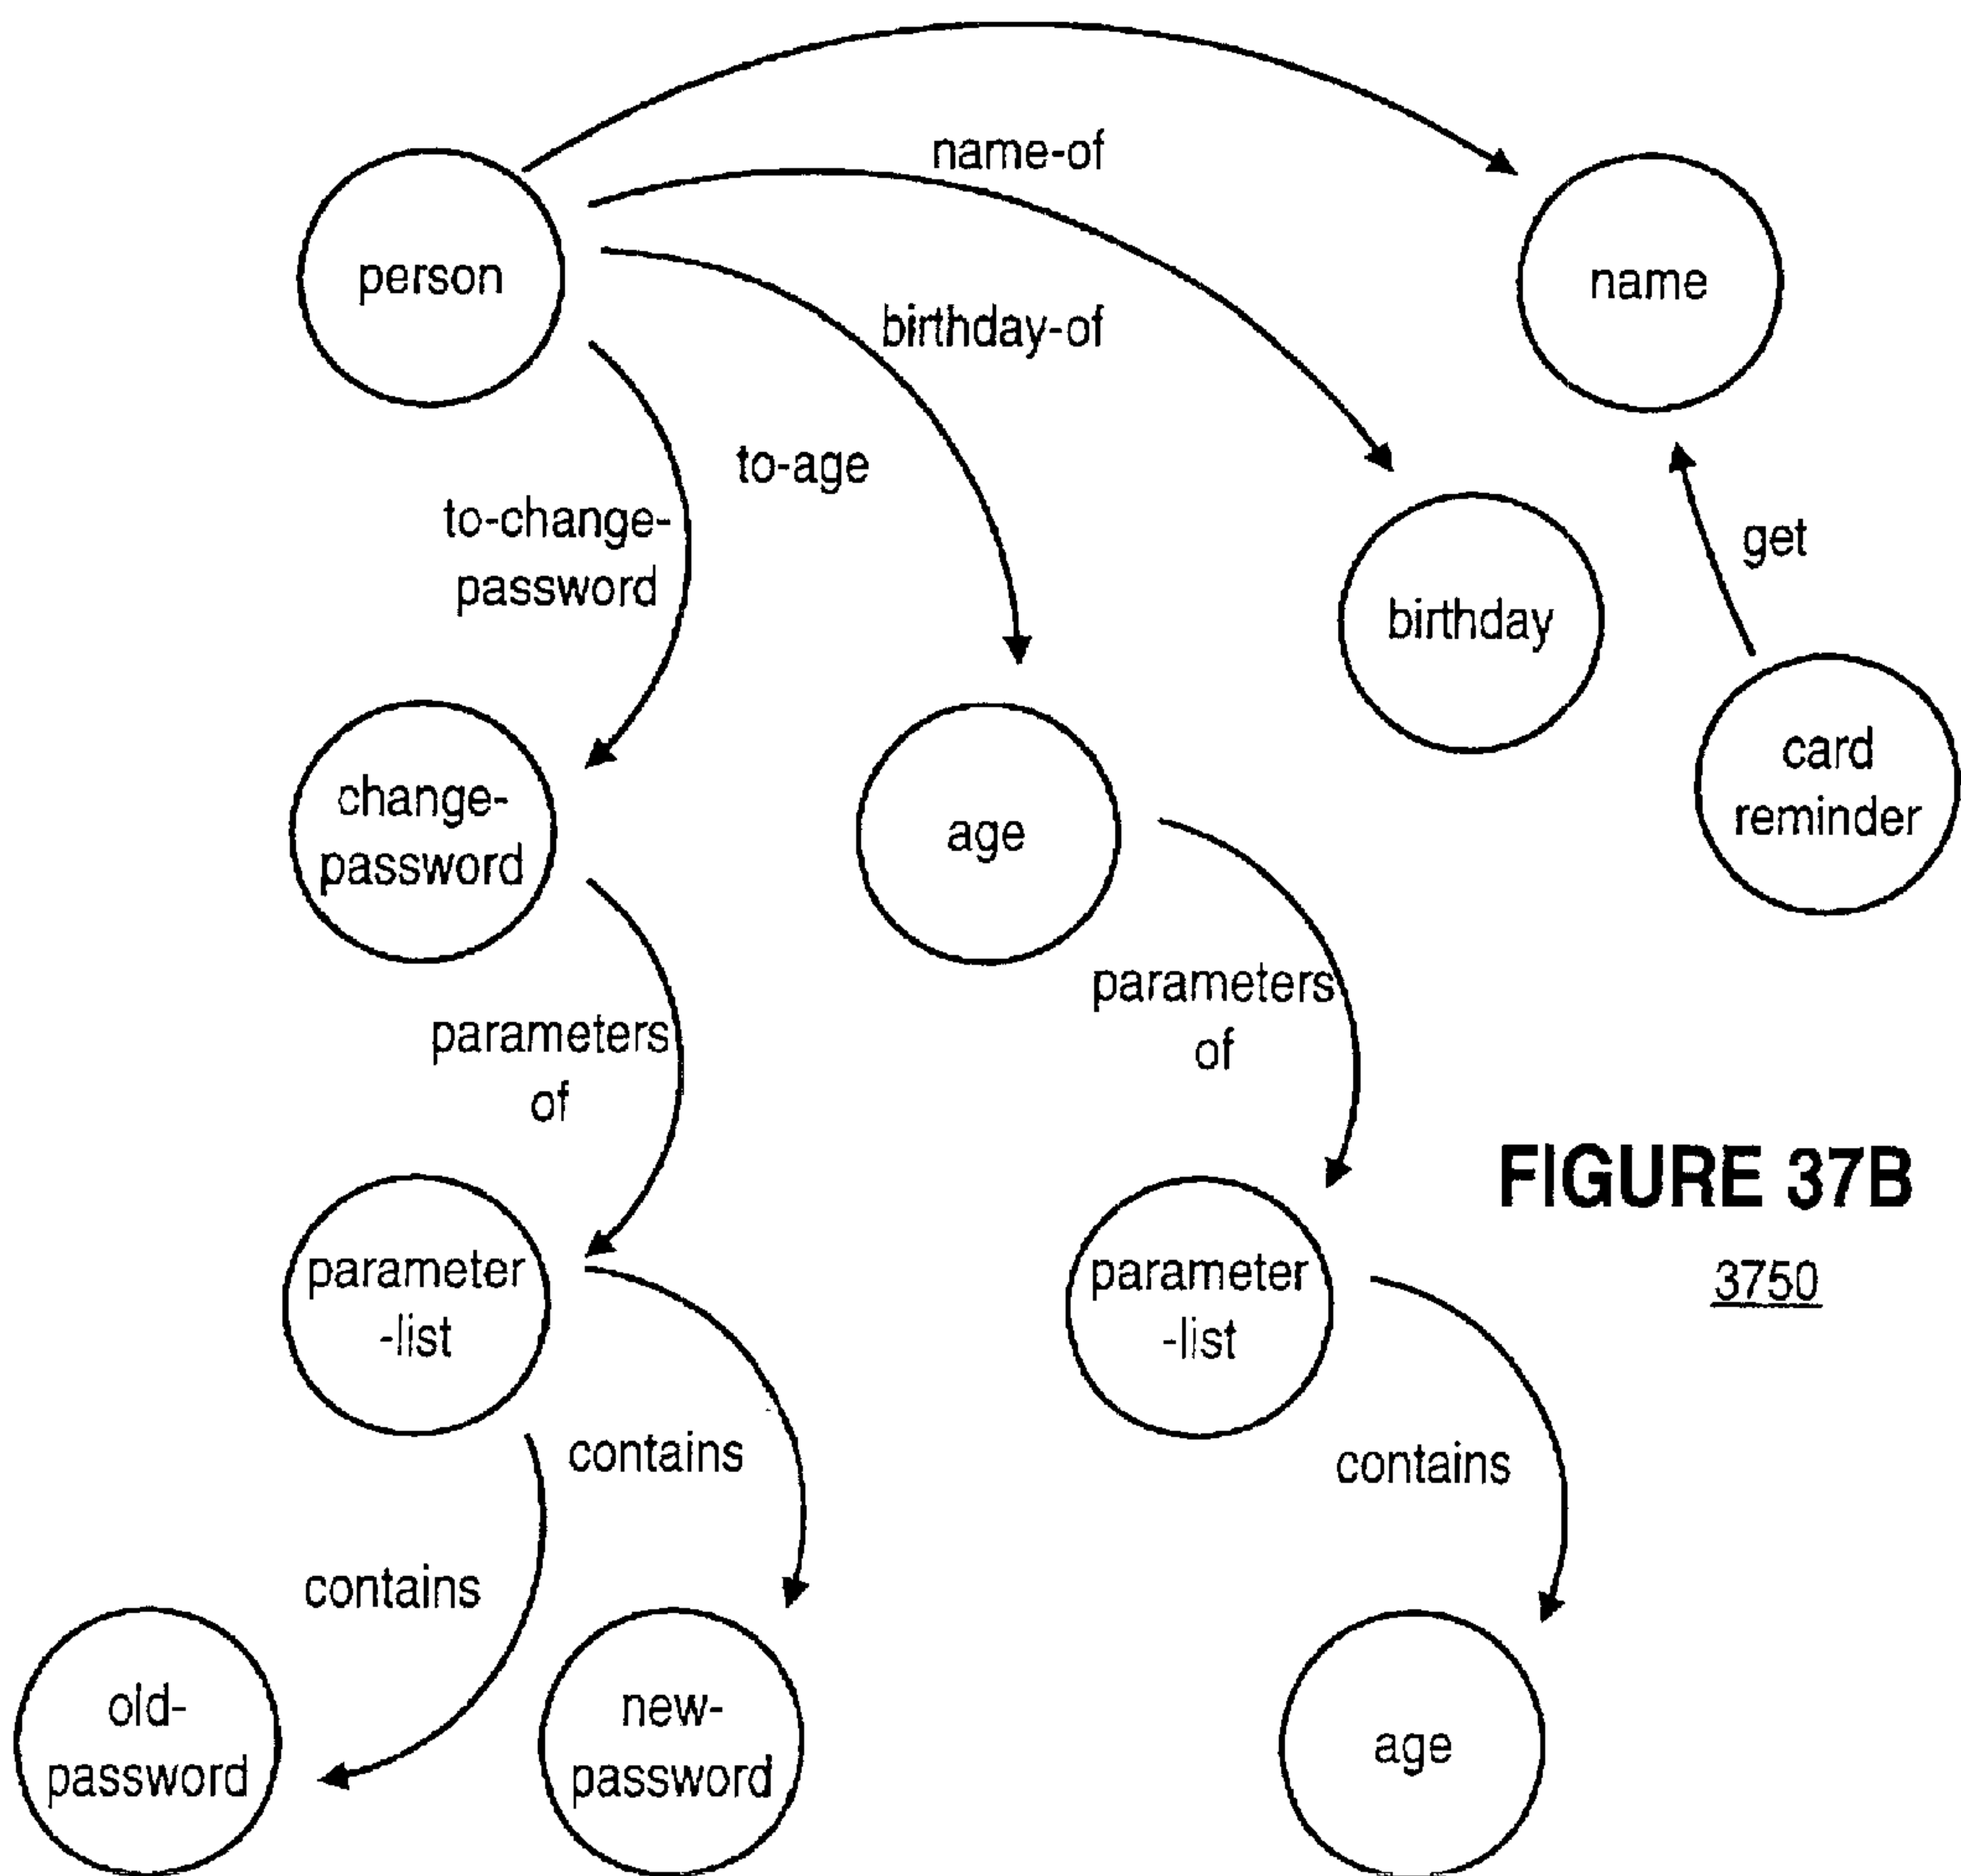 name-of
person
name
birthday-of
to-age
to-change-
password
get
birthday
card
reminder
change-
password
age
parameters
of
parameters
of
FIGURE 37B
3750
parameter
-list
parameter
-list
contains
contains
contains
old-
password
new-
password
age